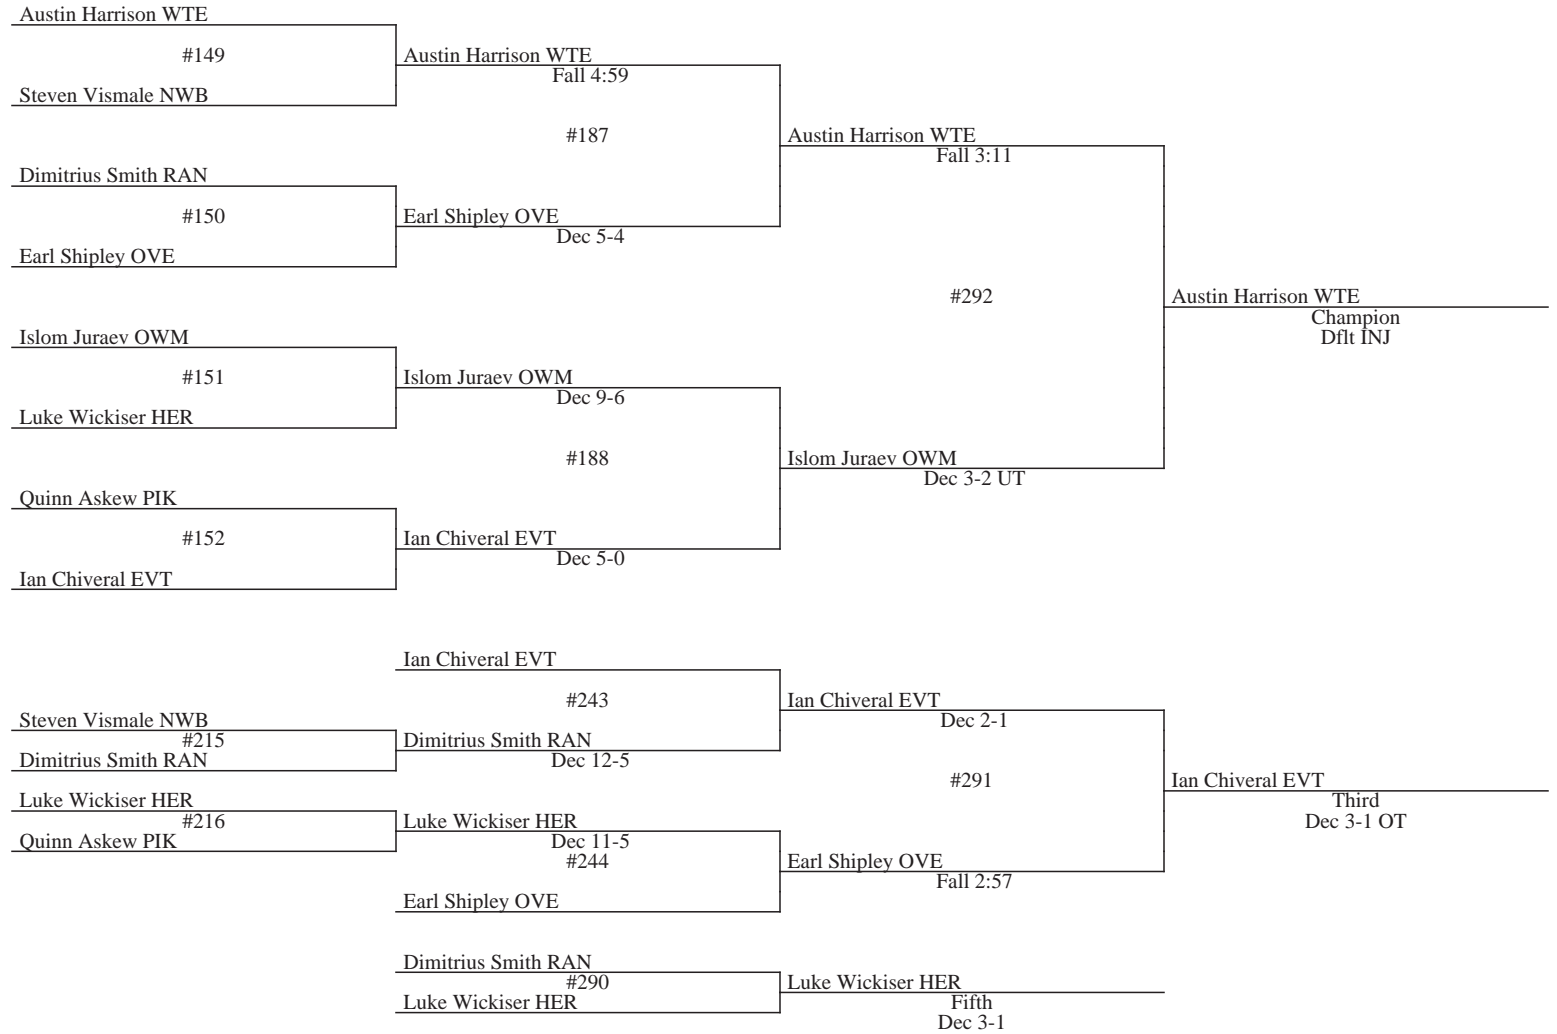 Austin Harrison WTE
#149
Steven Vismale NWB
Austin Harrison WTE
Fall 4:59
#187
Dimitrius Smith RAN
#150
Earl Shipley OVE
Earl Shipley OVE
Dec 5-4
Austin Harrison WTE
Fall 3:11
#292
Islom Juraev OWM
#151
Luke Wickiser HER
Islom Juraev OWM
Dec 9-6
#188
Quinn Askew PIK
#152
Ian Chiveral EVT
Ian Chiveral EVT
Dec 5-0
Islom Juraev OWM
Dec 3-2 UT
Austin Harrison WTE
Champion
Dflt INJ
Ian Chiveral EVT
#243
Steven Vismale NWB
#215
Dimitrius Smith RAN
Dimitrius Smith RAN
Dec 12-5
Ian Chiveral EVT
Dec 2-1
#291
Luke Wickiser HER
#216
Quinn Askew PIK
Luke Wickiser HER
Dec 11-5
#244
Earl Shipley OVE
Earl Shipley OVE
Fall 2:57
Ian Chiveral EVT
Third
Dec 3-1 OT
Dimitrius Smith RAN
#290
Luke Wickiser HER
Luke Wickiser HER
Fifth
Dec 3-1